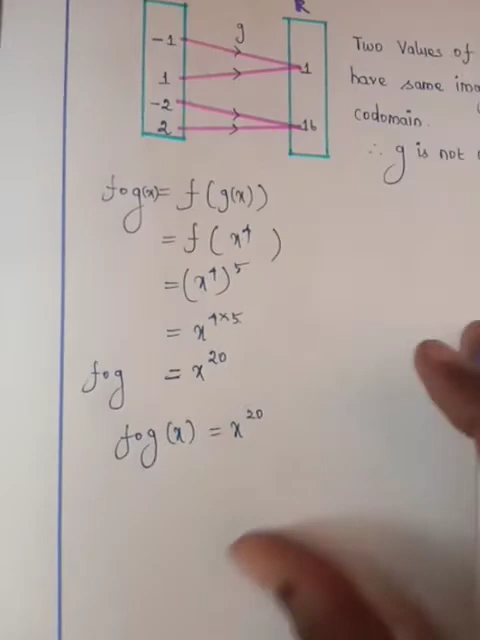 R
g
-1
1
-2
2
1
16
Two Values of
have same
codomain.
∴ g is not
fog(x) = f(g(x))
= f(x⁴)
= (x⁴)⁵
= x⁴ˣ⁵
fog = x²⁰
fog(x) = x²⁰